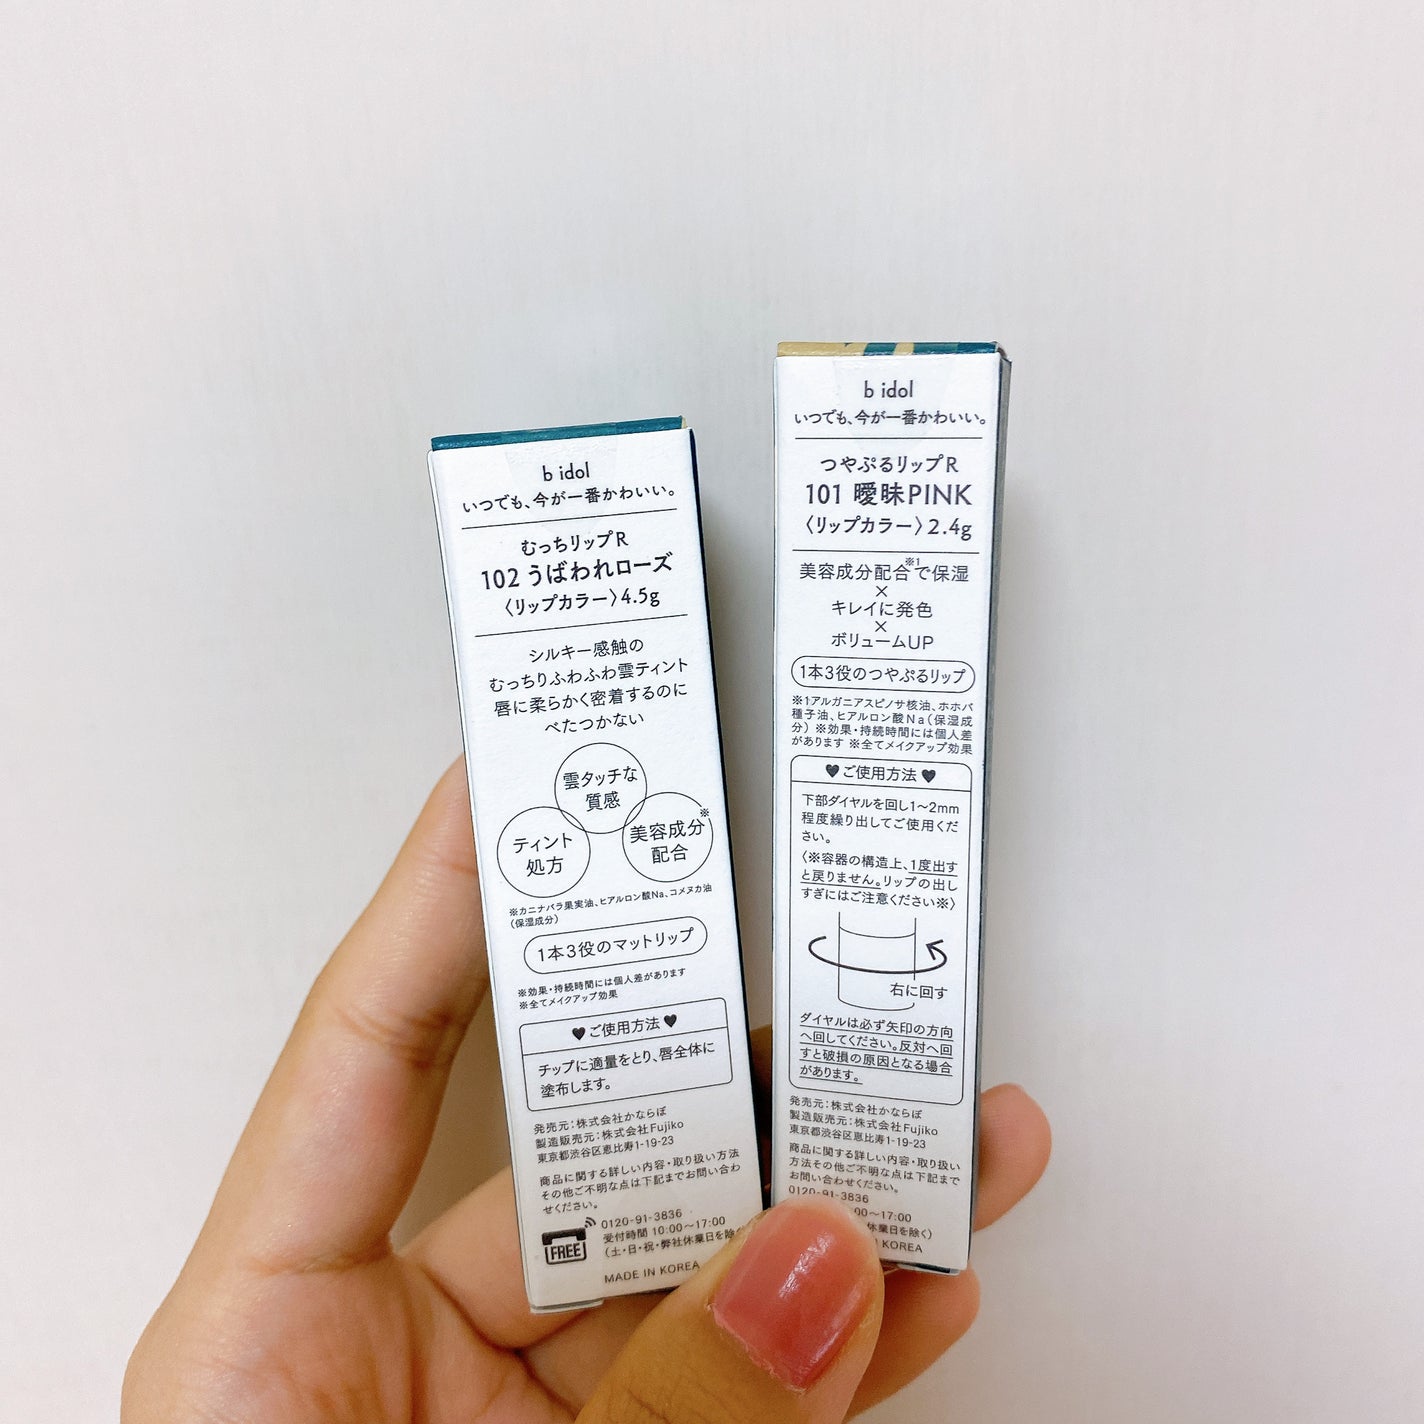 b idol
いつでも、今が一番かわいい。
むっちリップR
102 うばわれローズ
〈リップカラー〉4.5g
シルキー感触の
むっちりふわふわ雲ティント
唇に柔らかく密着するのに
べたつかない
雲タッチな
質感
ティント
処方
美容成分※
配合
※カニナバラ果実油、ヒアルロン酸Na、コメヌカ油
(保湿成分)
1本3役のマットリップ
※効果・持続時間には個人差があります
※全てメイクアップ効果
♥ご使用方法♥
チップに適量をとり、唇全体に
塗布します。
発売元:株式会社かならぼ
製造販売元:株式会社Fujiko
東京都渋谷区恵比寿1-19-23
商品に関する詳しい内容・取り扱い方法
その他ご不明な点は下記までお問い合わ
せください。
FREE
0120-91-3836
受付時間 10:00～17:00
(土・日・祝・弊社休業日を除く)
MADE IN KOREA
b idol
いつでも、今が一番かわいい。
つやぷるリップR
101 曖昧PINK
〈リップカラー〉2.4g
美容成分配合※1で保湿
×
キレイに発色
×
ボリュームUP
1本3役のつやぷるリップ
※1アルガニアスピノサ核油、ホホバ
種子油、ヒアルロン酸Na(保湿成
分) ※効果・持続時間には個人差
があります ※全てメイクアップ効果
♥ご使用方法♥
下部ダイヤルを回し1～2mm
程度繰り出してご使用くだ
さい。
〈※容器の構造上、1度出す
と戻りません。リップの出し
すぎにはご注意ください※〉
右に回す
ダイヤルは必ず矢印の方向
へ回してください。反対へ回
すと破損の原因となる場合
があります。
発売元:株式会社かならぼ
製造販売元:株式会社Fujiko
東京都渋谷区恵比寿1-19-23
商品に関する詳しい内容・取り扱い
方法その他ご不明な点は下記まで
お問い合わせください。
0120-91-3836
00～17:00
休業日を除く)
KOREA